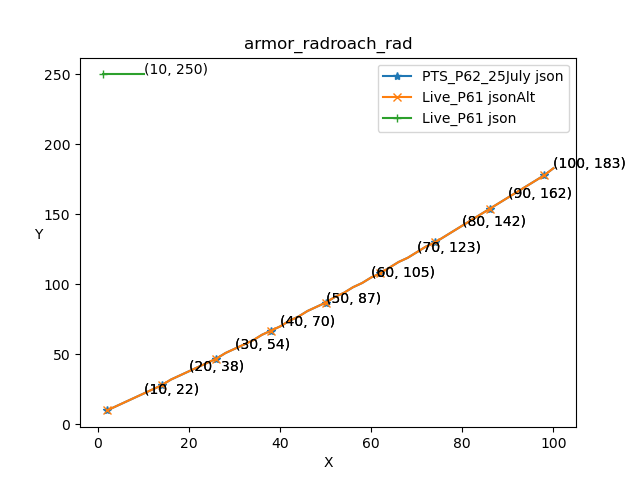 armor_radroach_rad
PTS_P62_25July json
Live_P61 jsonAlt
Live_P61 json
(10, 250)
(100, 183)
(90, 162)
(80, 142)
(70, 123)
(60, 105)
(50, 87)
(40, 70)
(30, 54)
(20, 38)
(10, 22)
250
200
150
100
50
0
Y
0 20 40 60 80 100
X